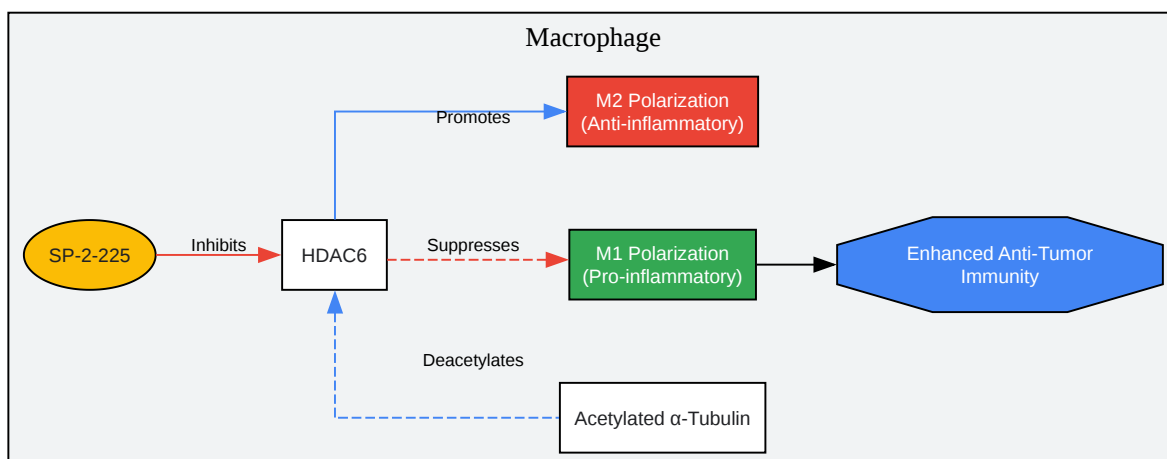 Macrophage
M2 Polarization
(Anti-inflammatory)
Promotes
SP-2-225
Inhibits
HDAC6
Suppresses
M1 Polarization
(Pro-inflammatory)
Enhanced Anti-Tumor
Immunity
Deacetylates
Acetylated α-Tubulin